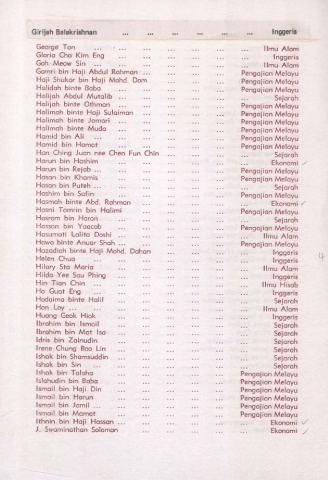 Girijah Balakrishnan ... ... ... ... ... ... Inggeris
George Tan ... ... ... ... ... ... Ilmu Alam
Gloria Cho Kim Eng ... ... ... ... ... Inggeris
Goh Meow Sin ... ... ... ... ... ... Ilmu Alam
Gamri bin Haji Abdul Rahman ... ... ... ... Pengajian Melayu
Haji Shukor bin Haji Mohd. Dom ... ... ... Pengajian Melayu
Halidah binte Baba ... ... ... ... Pengajian Melayu
Halijah Abdul Mutalib ... ... ... ... Sejarah
Halijah binte Othman ... ... ... ... Pengajian Melayu
Halimah binte Haji Sulaiman ... ... ... Pengajian Melayu
Halimah binte Jamari ... ... ... ... Pengajian Melayu
Halimah binte Muda ... ... ... ... Pengajian Melayu
Hamid bin Ali ... ... ... ... ... Pengajian Melayu
Hamid bin Hamat ... ... ... ... Pengajian Melayu
Han Ching Juan nee Chen Fun Chin ... ... ... Sejarah
Harun bin Hashim ... ... ... ... Ekonomi
Harun bin Rejab ... ... ... ... Pengajian Melayu
Hasan bin Khamis ... ... ... ... Pengajian Melayu
Hasan bin Puteh ... ... ... ... ... Sejarah
Hashim bin Safiin ... ... ... ... Pengajian Melayu
Hasmah binte Abd. Rahman ... ... ... ... Ekonomi
Hasni Tamrin bin Halimi ... ... ... Pengajian Melayu
Hasram bin Haron ... ... ... ... Sejarah
Hassan bin Yaacob ... ... ... ... Pengajian Melayu
Hasumati Lalita Doshi ... ... ... ... Ilmu Alam
Hawa binte Anuar Shah ... ... ... Pengajian Melayu
Hazadiah binte Haji Mohd. Dahan ... ... ... Inggeris
Helen Chua ... ... ... ... ... Inggeris
Hilary Sta Maria ... ... ... ... Ilmu Alam
Hilda Yee Sau Phing ... ... ... ... Inggeris
Hin Tian Chin ... ... ... ... ... Ilmu Hisab
Ho Guat Eng ... ... ... ... ... Inggeris
Hodaima binte Halif ... ... ... ... Sejarah
Hon Loy ... ... ... ... ... Ilmu Alam
Huang Geok Hiok ... ... ... ... Inggeris
Ibrahim bin Ismail ... ... ... ... Sejarah
Ibrahim bin Mat Isa ... ... ... ... Sejarah
Idris bin Zainudin ... ... ... ... Sejarah
Irene Chung Boo Lin ... ... ... ... Sejarah
Ishak bin Shamsuddin ... ... ... ... Sejarah
Ishak bin Sin ... ... ... ... ... Sejarah
Ishak bin Talaha ... ... ... ... Pengajian Melayu
Islahudin bin Baba ... ... ... ... Pengajian Melayu
Ismail bin Haji Din ... ... ... ... Pengajian Melayu
Ismail bin Harun ... ... ... ... Pengajian Melayu
Ismail bin Jamil ... ... ... ... Pengajian Melayu
Ismail bin Mamat ... ... ... ... Pengajian Melayu
Ithnin bin Haji Hassan ... ... ... ... Ekonomi
J. Swaminathan Soloman ... ... ... ... Ekonomi